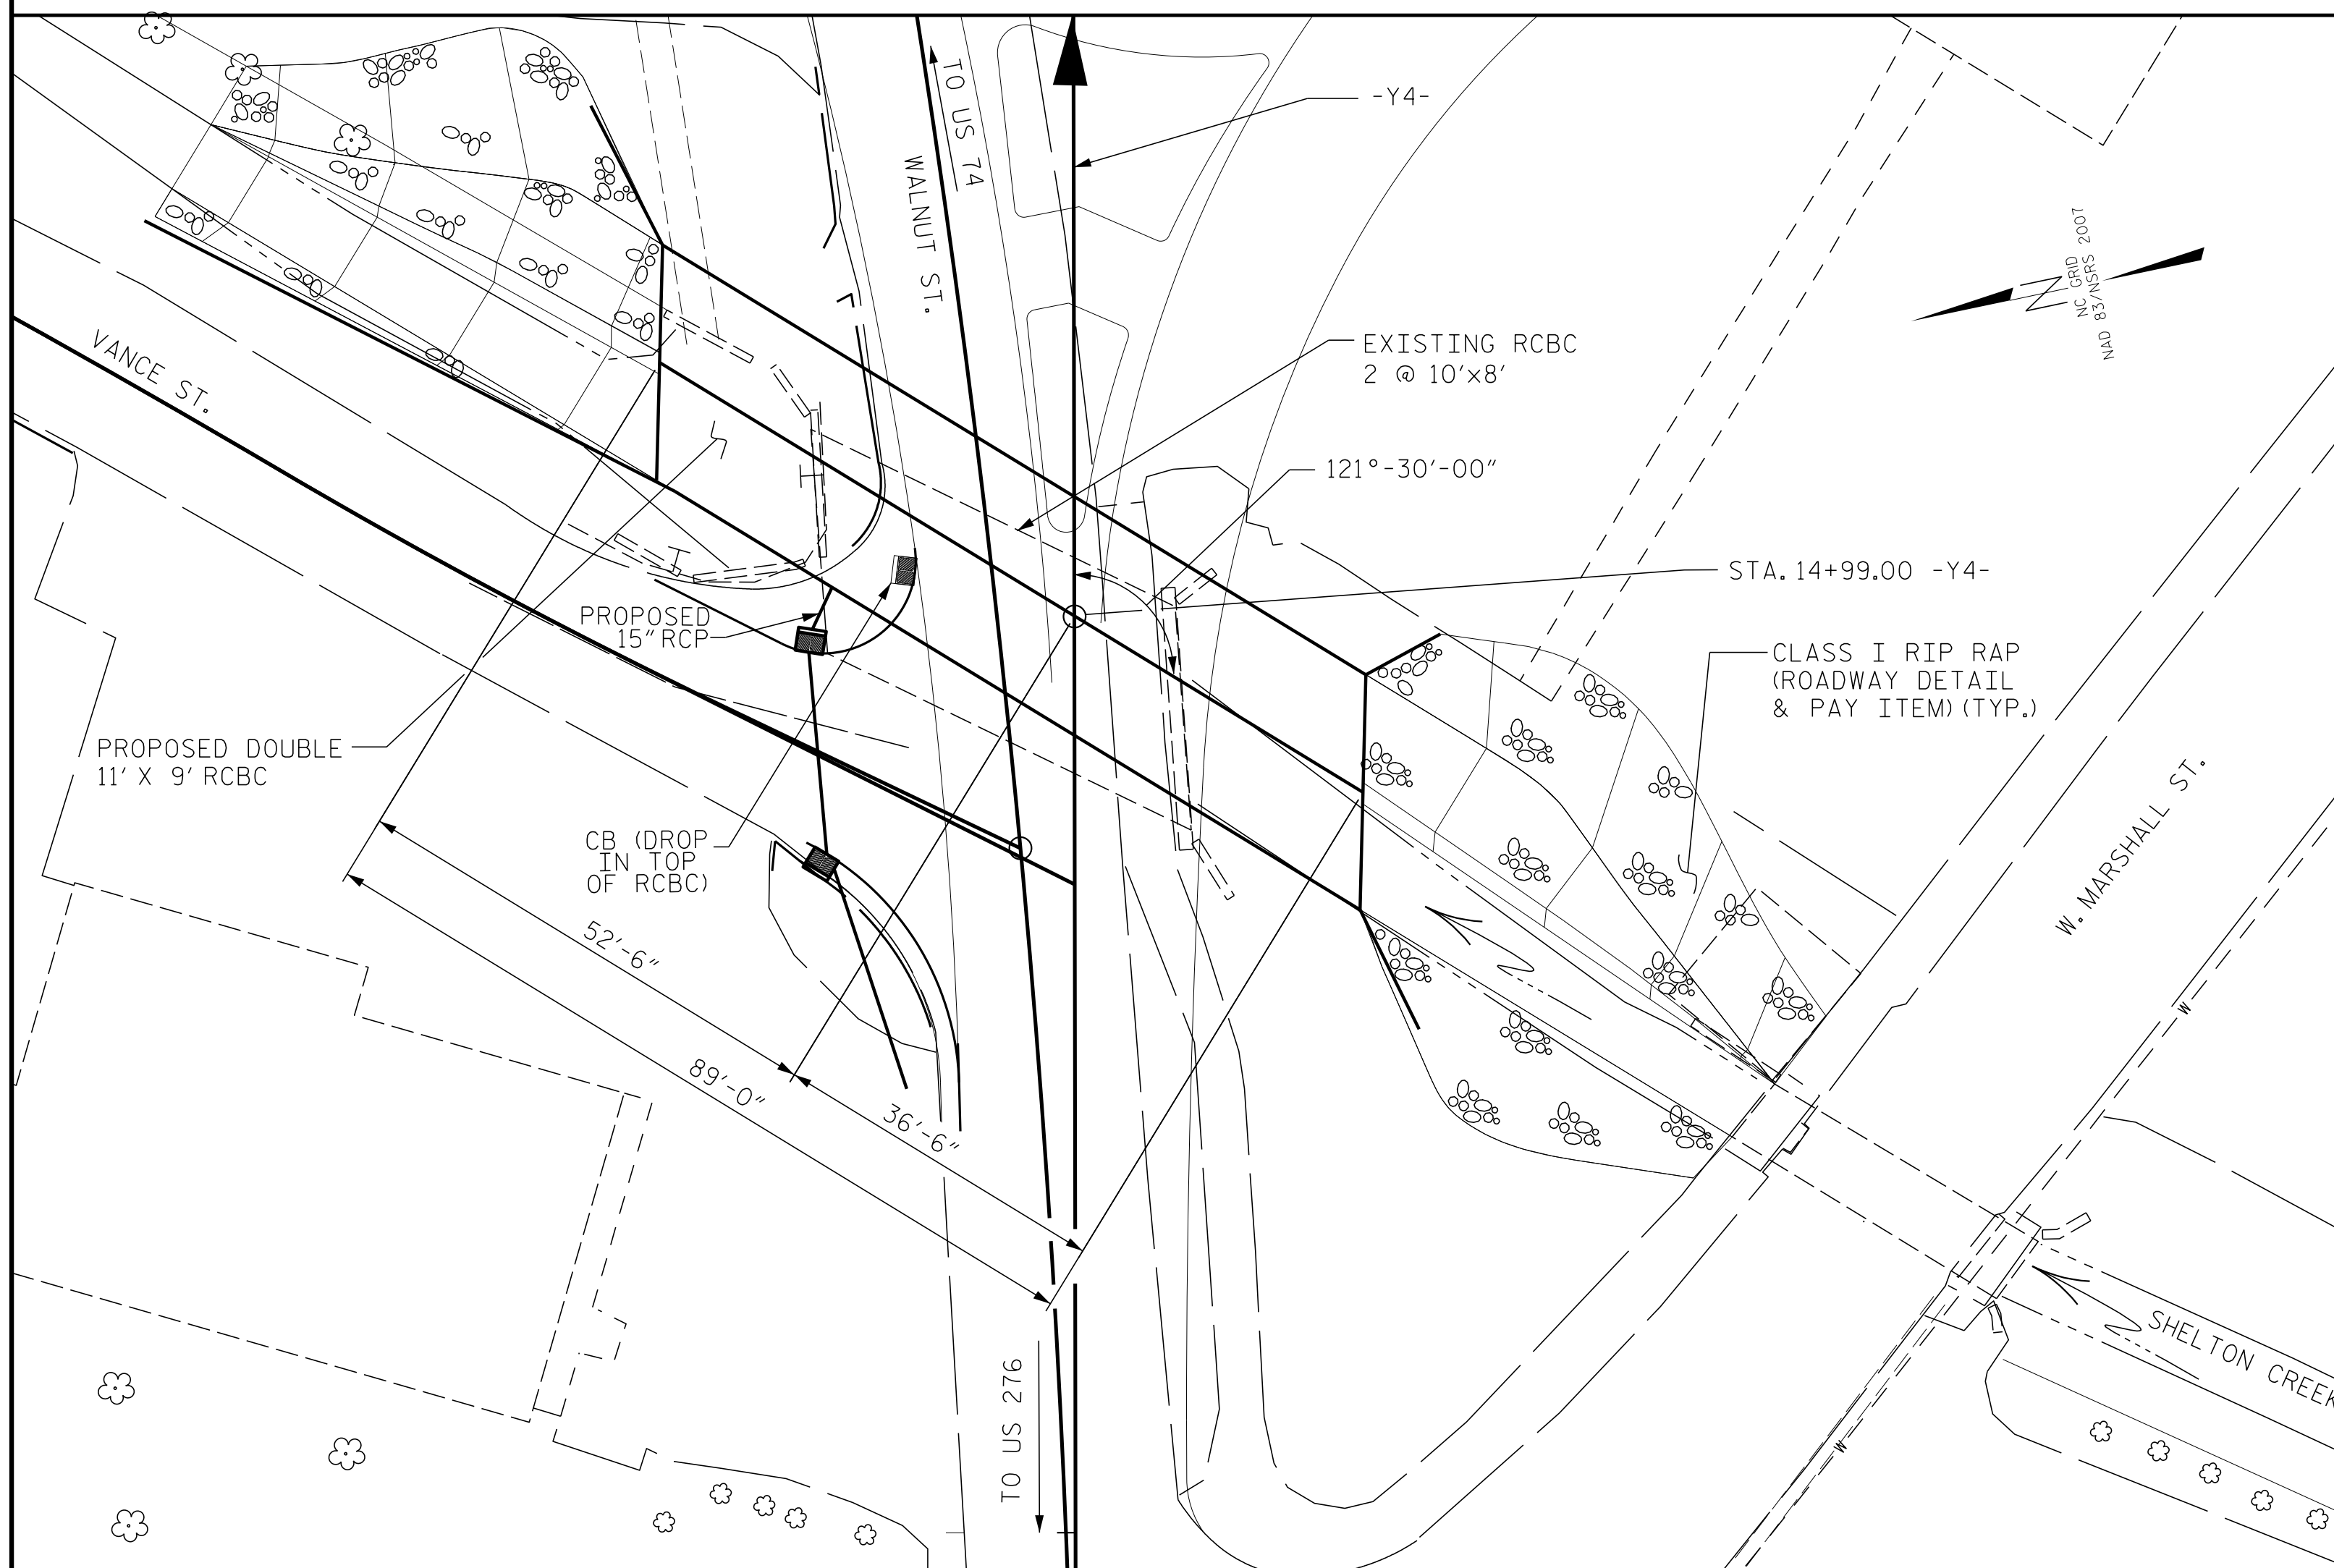 TO US 74
WALNUT ST.
-Y4-
NC GRID
NAD 83/NSRS 2007
VANCE ST.
EXISTING RCBC
2 @ 10'x8'
121°-30'-00"
STA. 14+99.00 -Y4-
PROPOSED
15" RCP
CLASS I RIP RAP
(ROADWAY DETAIL
& PAY ITEM) (TYP.)
PROPOSED DOUBLE
11' X 9' RCBC
W. MARSHALL ST.
CB (DROP
IN TOP
OF RCBC)
52'-6"
89'-0"
36'-6"
W
W
SHELTON CREEK
TO US 276